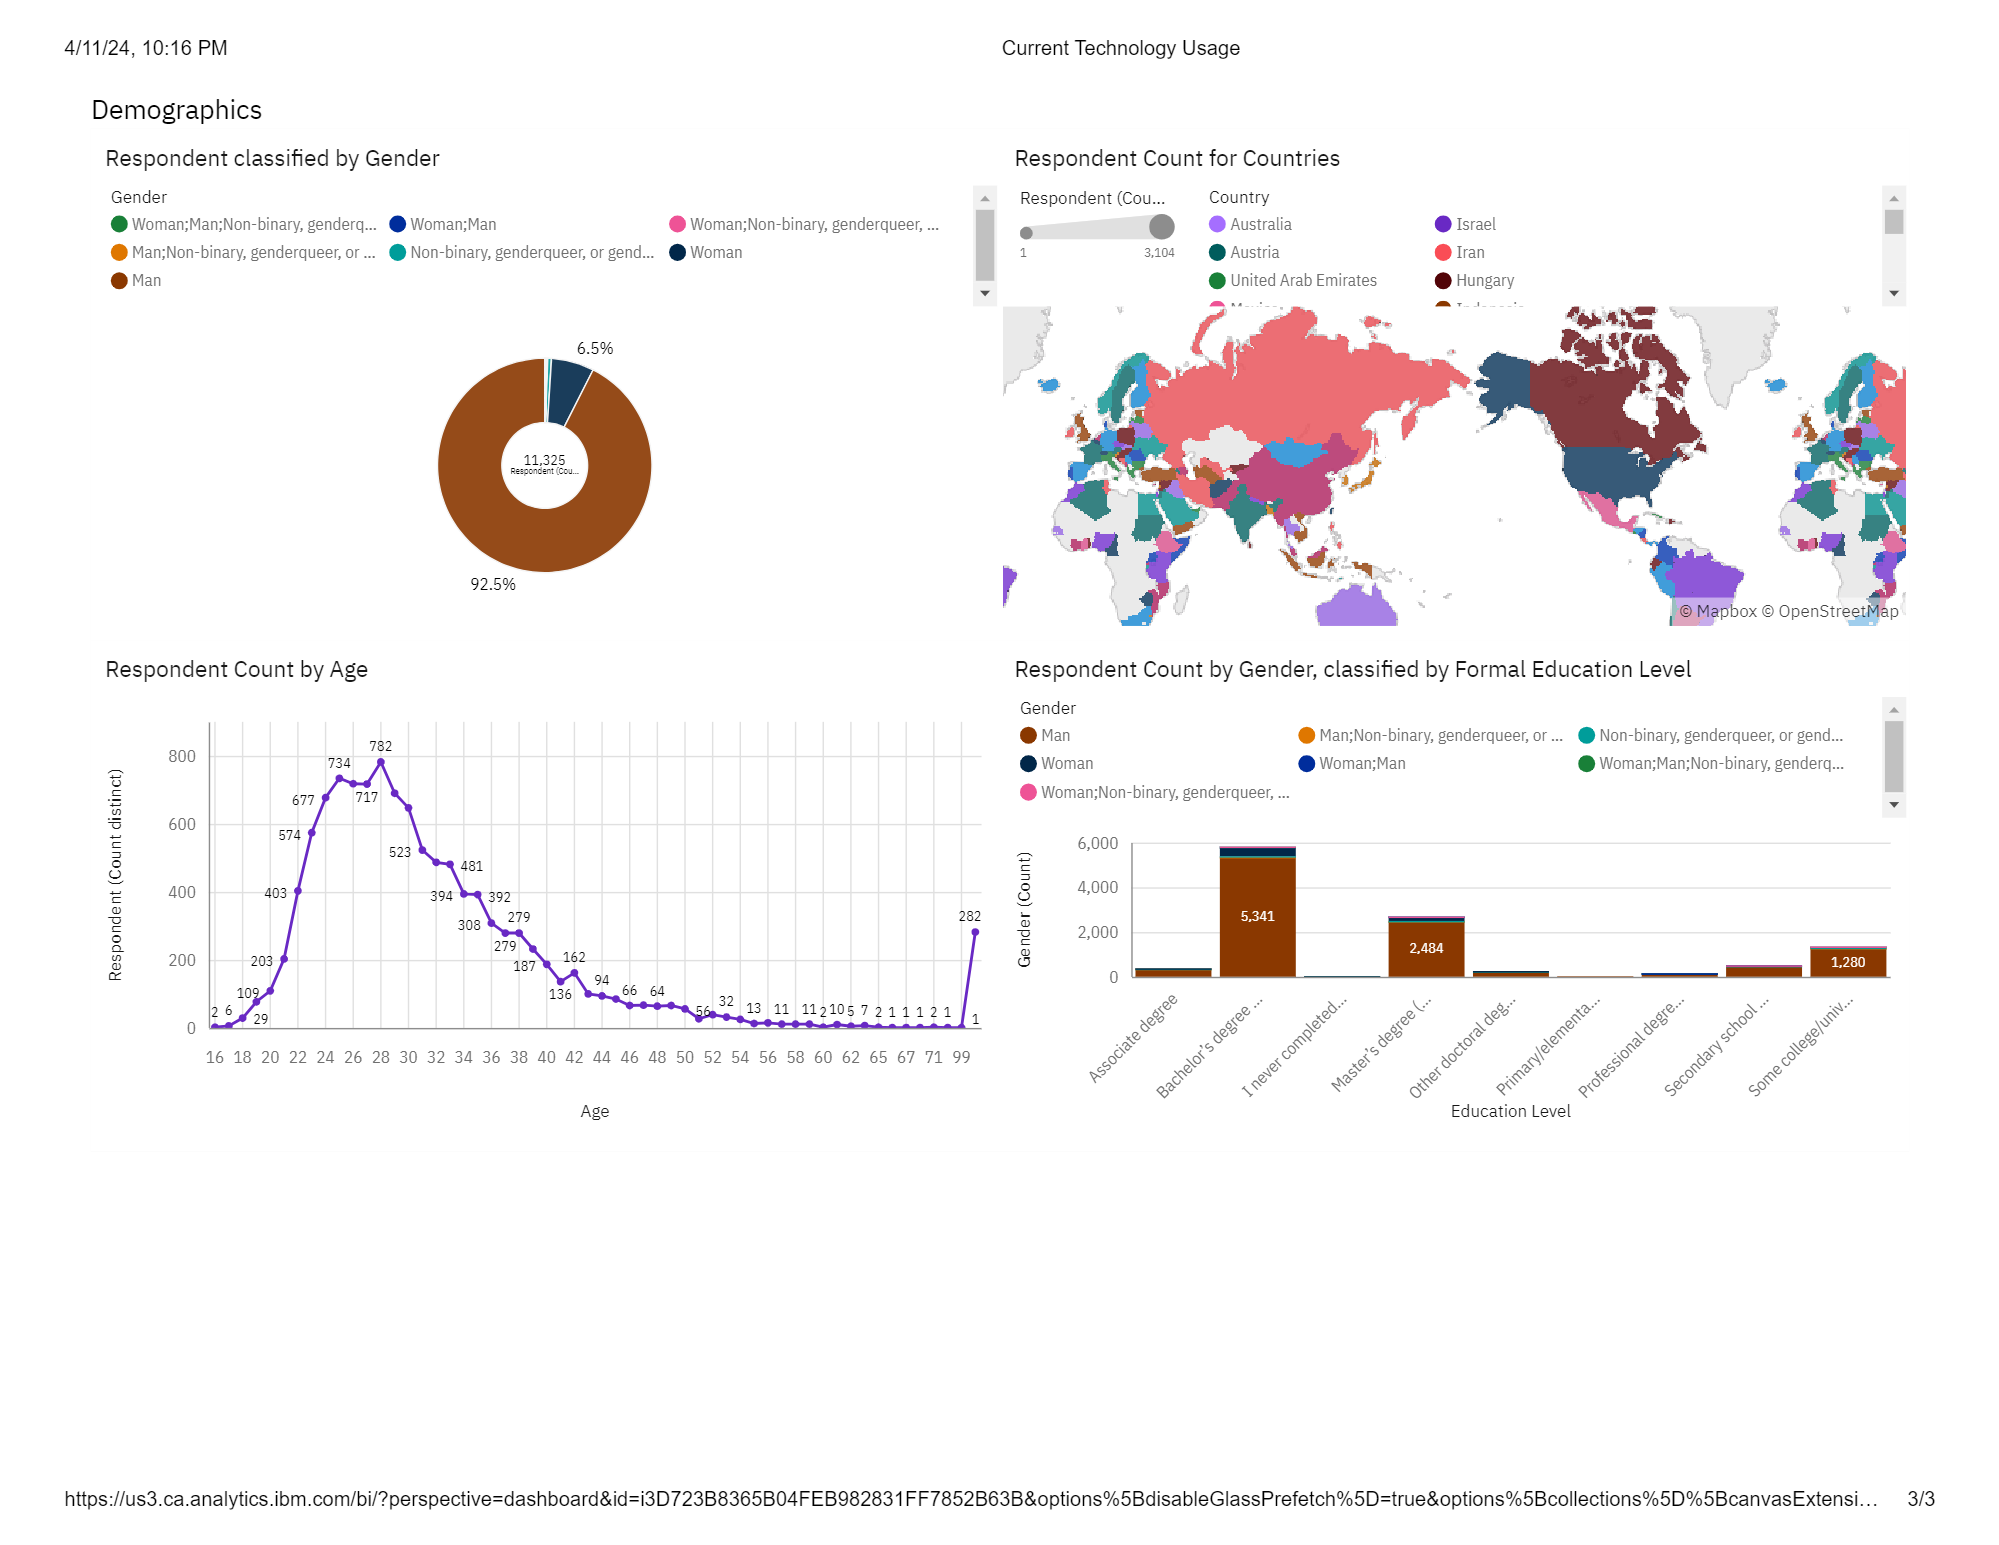 4/11/24, 10:16 PM
Current Technology Usage
Demographics
Respondent classified by Gender
Gender
Woman;Man;Non-binary, genderq...
Woman;Man
Woman;Non-binary, genderqueer, ...
Man;Non-binary, genderqueer, or ...
Non-binary, genderqueer, or gend...
Woman
Man
6.5%
11,325
Respondent (Cou...
92.5%
Respondent Count for Countries
Respondent (Cou...
1
3,104
Country
Australia
Israel
Austria
Iran
United Arab Emirates
Hungary
© Mapbox © OpenStreetMap
Respondent Count by Age
Respondent (Count distinct)
800
600
400
200
0
2
6
29
109
203
403
574
677
734
717
782
523
481
394
392
308
279
279
187
136
162
94
66
64
56
32
13
11
11
2
10
5
7
2
1
1
1
2
1
282
1
16 18 20 22 24 26 28 30 32 34 36 38 40 42 44 46 48 50 52 54 56 58 60 62 65 67 71 99
Age
Respondent Count by Gender, classified by Formal Education Level
Gender
Man
Man;Non-binary, genderqueer, or ...
Non-binary, genderqueer, or gend...
Woman
Woman;Man
Woman;Man;Non-binary, genderq...
Woman;Non-binary, genderqueer, ...
Gender (Count)
6,000
4,000
2,000
0
5,341
2,484
1,280
Associate degree
Bachelor's degree ...
I never completed...
Master's degree (...
Other doctoral deg...
Primary/elementa...
Professional degre...
Secondary school ...
Some college/univ...
Education Level
https://us3.ca.analytics.ibm.com/bi/?perspective=dashboard&id=i3D723B8365B04FEB982831FF7852B63B&options%5BdisableGlassPrefetch%5D=true&options%5Bcollections%5D%5BcanvasExtensi...
3/3